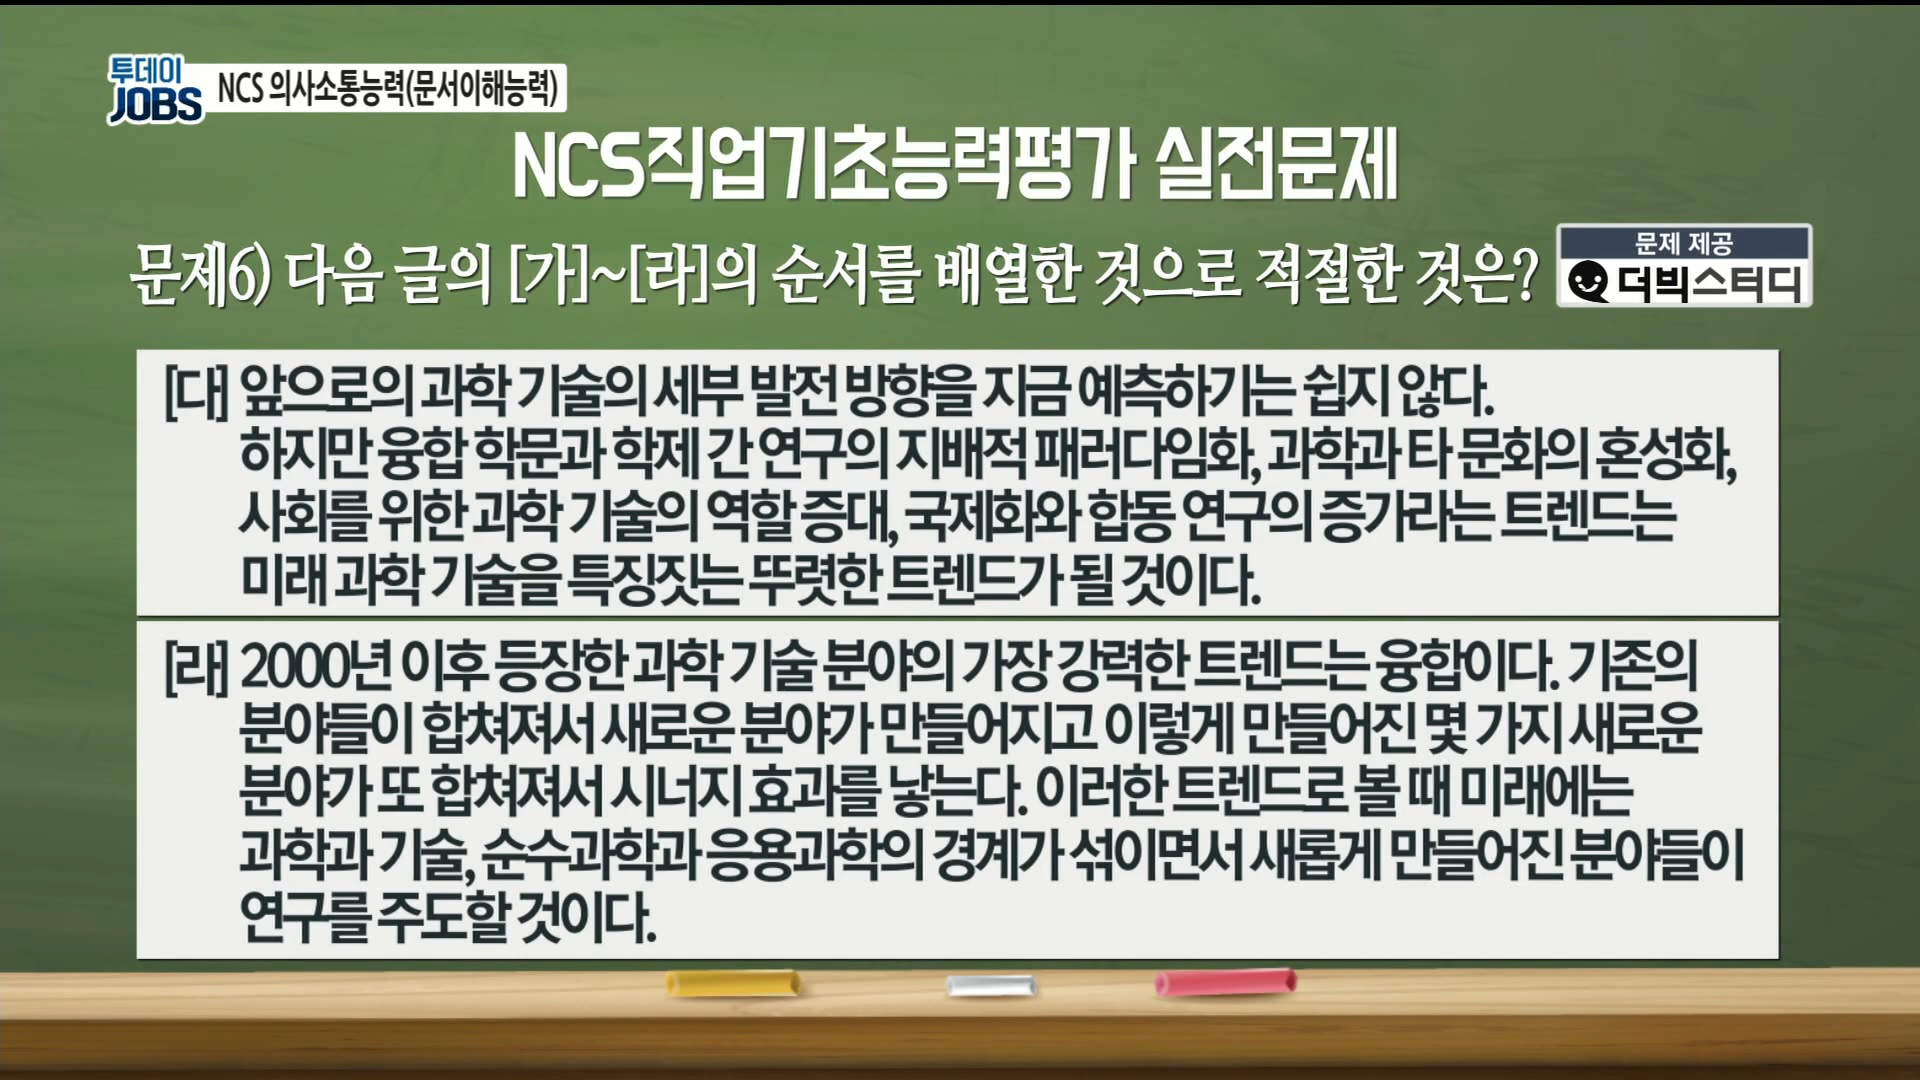 투데이
JOBS
NCS 의사소통능력(문서이해능력)
NCS직업기초능력평가 실전문제
문제6) 다음 글의 [가]~[라]의 순서를 배열한 것으로 적절한 것은?
문제 제공
더빅스터디
[대] 앞으로의 과학 기술의 세부 발전 방향을 지금 예측하기는 쉽지 않다.
하지만 융합 학문과 학제 간 연구의 지배적 패러다임화, 과학과 타 문화의 혼성화,
사회를 위한 과학 기술의 역할 증대, 국제화와 합동 연구의 증가라는 트렌드는
미래 과학 기술을 특징짓는 뚜렷한 트렌드가 될 것이다.
[래] 2000년 이후 등장한 과학 기술 분야의 가장 강력한 트렌드는 융합이다. 기존의
분야들이 합쳐져서 새로운 분야가 만들어지고 이렇게 만들어진 몇 가지 새로운
분야가 또 합쳐져서 시너지 효과를 낳는다. 이러한 트렌드로 볼 때 미래에는
과학과 기술, 순수과학과 응용과학의 경계가 섞이면서 새롭게 만들어진 분야들이
연구를 주도할 것이다.